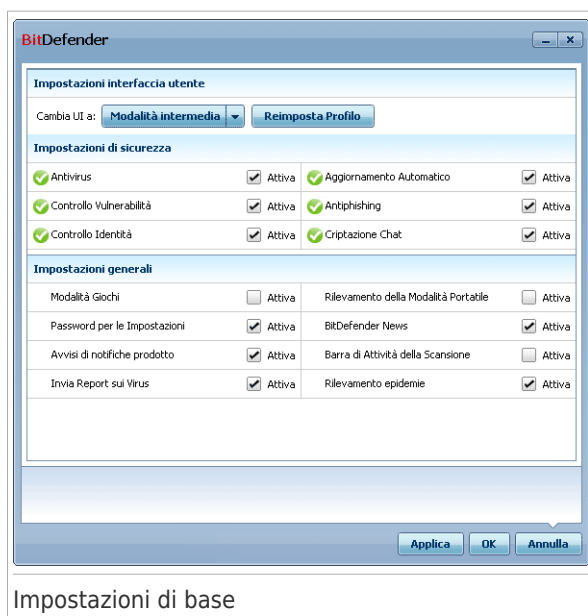 BitDefender
Impostazioni interfaccia utente
Cambia UI a: Modalità intermedia Reimposta Profilo
Impostazioni di sicurezza
Antivirus Attiva Aggiornamento Automatico Attiva
Controllo Vulnerabilità Attiva Antiphishing Attiva
Controllo Identità Attiva Criptazione Chat Attiva
Impostazioni generali
Modalità Giochi Attiva Rilevamento della Modalità Portatile Attiva
Password per le Impostazioni Attiva BitDefender News Attiva
Avvisi di notifiche prodotto Attiva Barra di Attività della Scansione Attiva
Invia Report sui Virus Attiva Rilevamento epidemie Attiva
Applica OK Annulla
Impostazioni di base